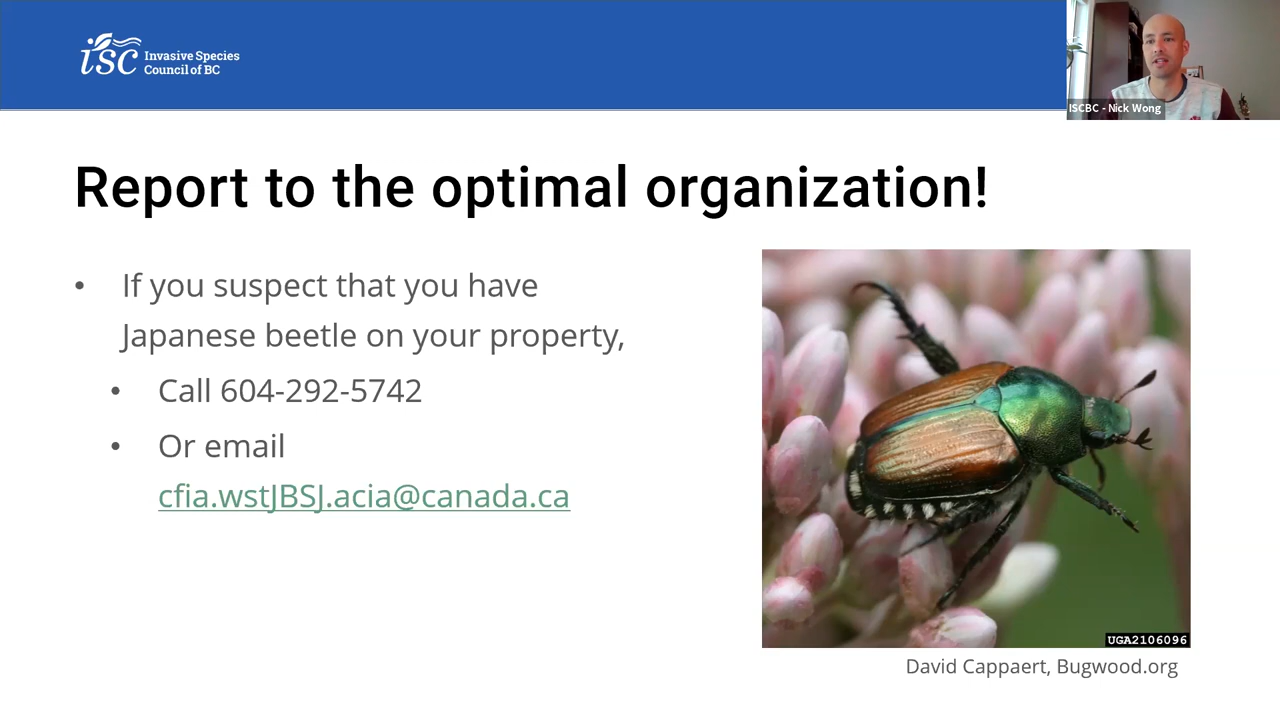 isc Invasive Species
Council of BC
ISCBC - Nick Wong
Report to the optimal organization!
• If you suspect that you have
Japanese beetle on your property,
• Call 604-292-5742
• Or email
cfia.wstJBSJ.acia@canada.ca
UGA2106096
David Cappaert, Bugwood.org